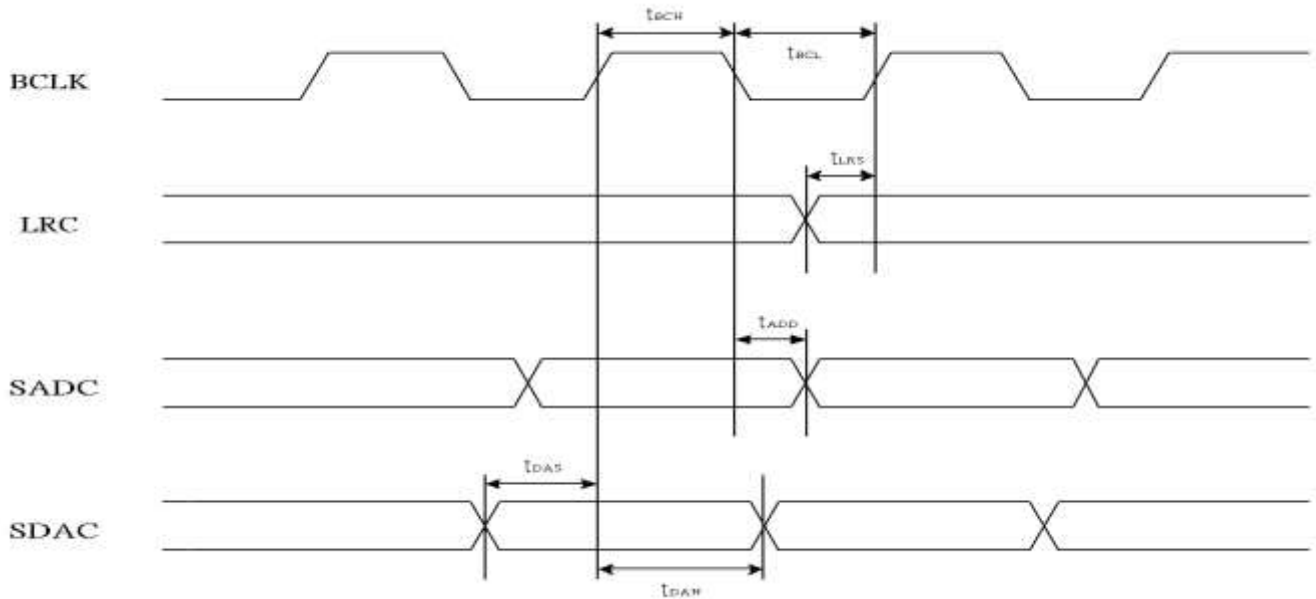 tBCH
tBCL
BCLK
tLRS
LRC
tADD
SADC
tDAS
SDAC
tDAH